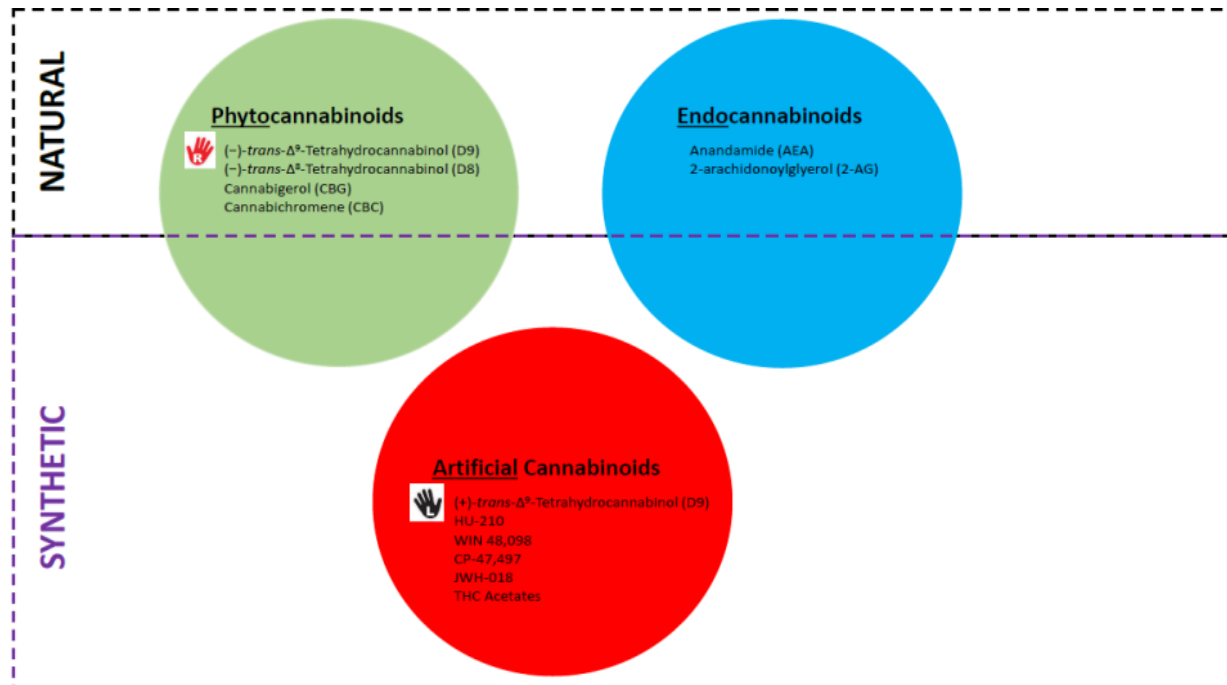 NATURAL
Phytocannabinoids
R
(−)-trans-Δ⁹-Tetrahydrocannabinol (D9)
(−)-trans-Δ⁸-Tetrahydrocannabinol (D8)
Cannabigerol (CBG)
Cannabichromene (CBC)
Endocannabinoids
Anandamide (AEA)
2-arachidonoylglyerol (2-AG)
SYNTHETIC
Artificial Cannabinoids
L
(+)-trans-Δ⁹-Tetrahydrocannabinol (D9)
HU-210
WIN 48,098
CP-47,497
JWH-018
THC Acetates